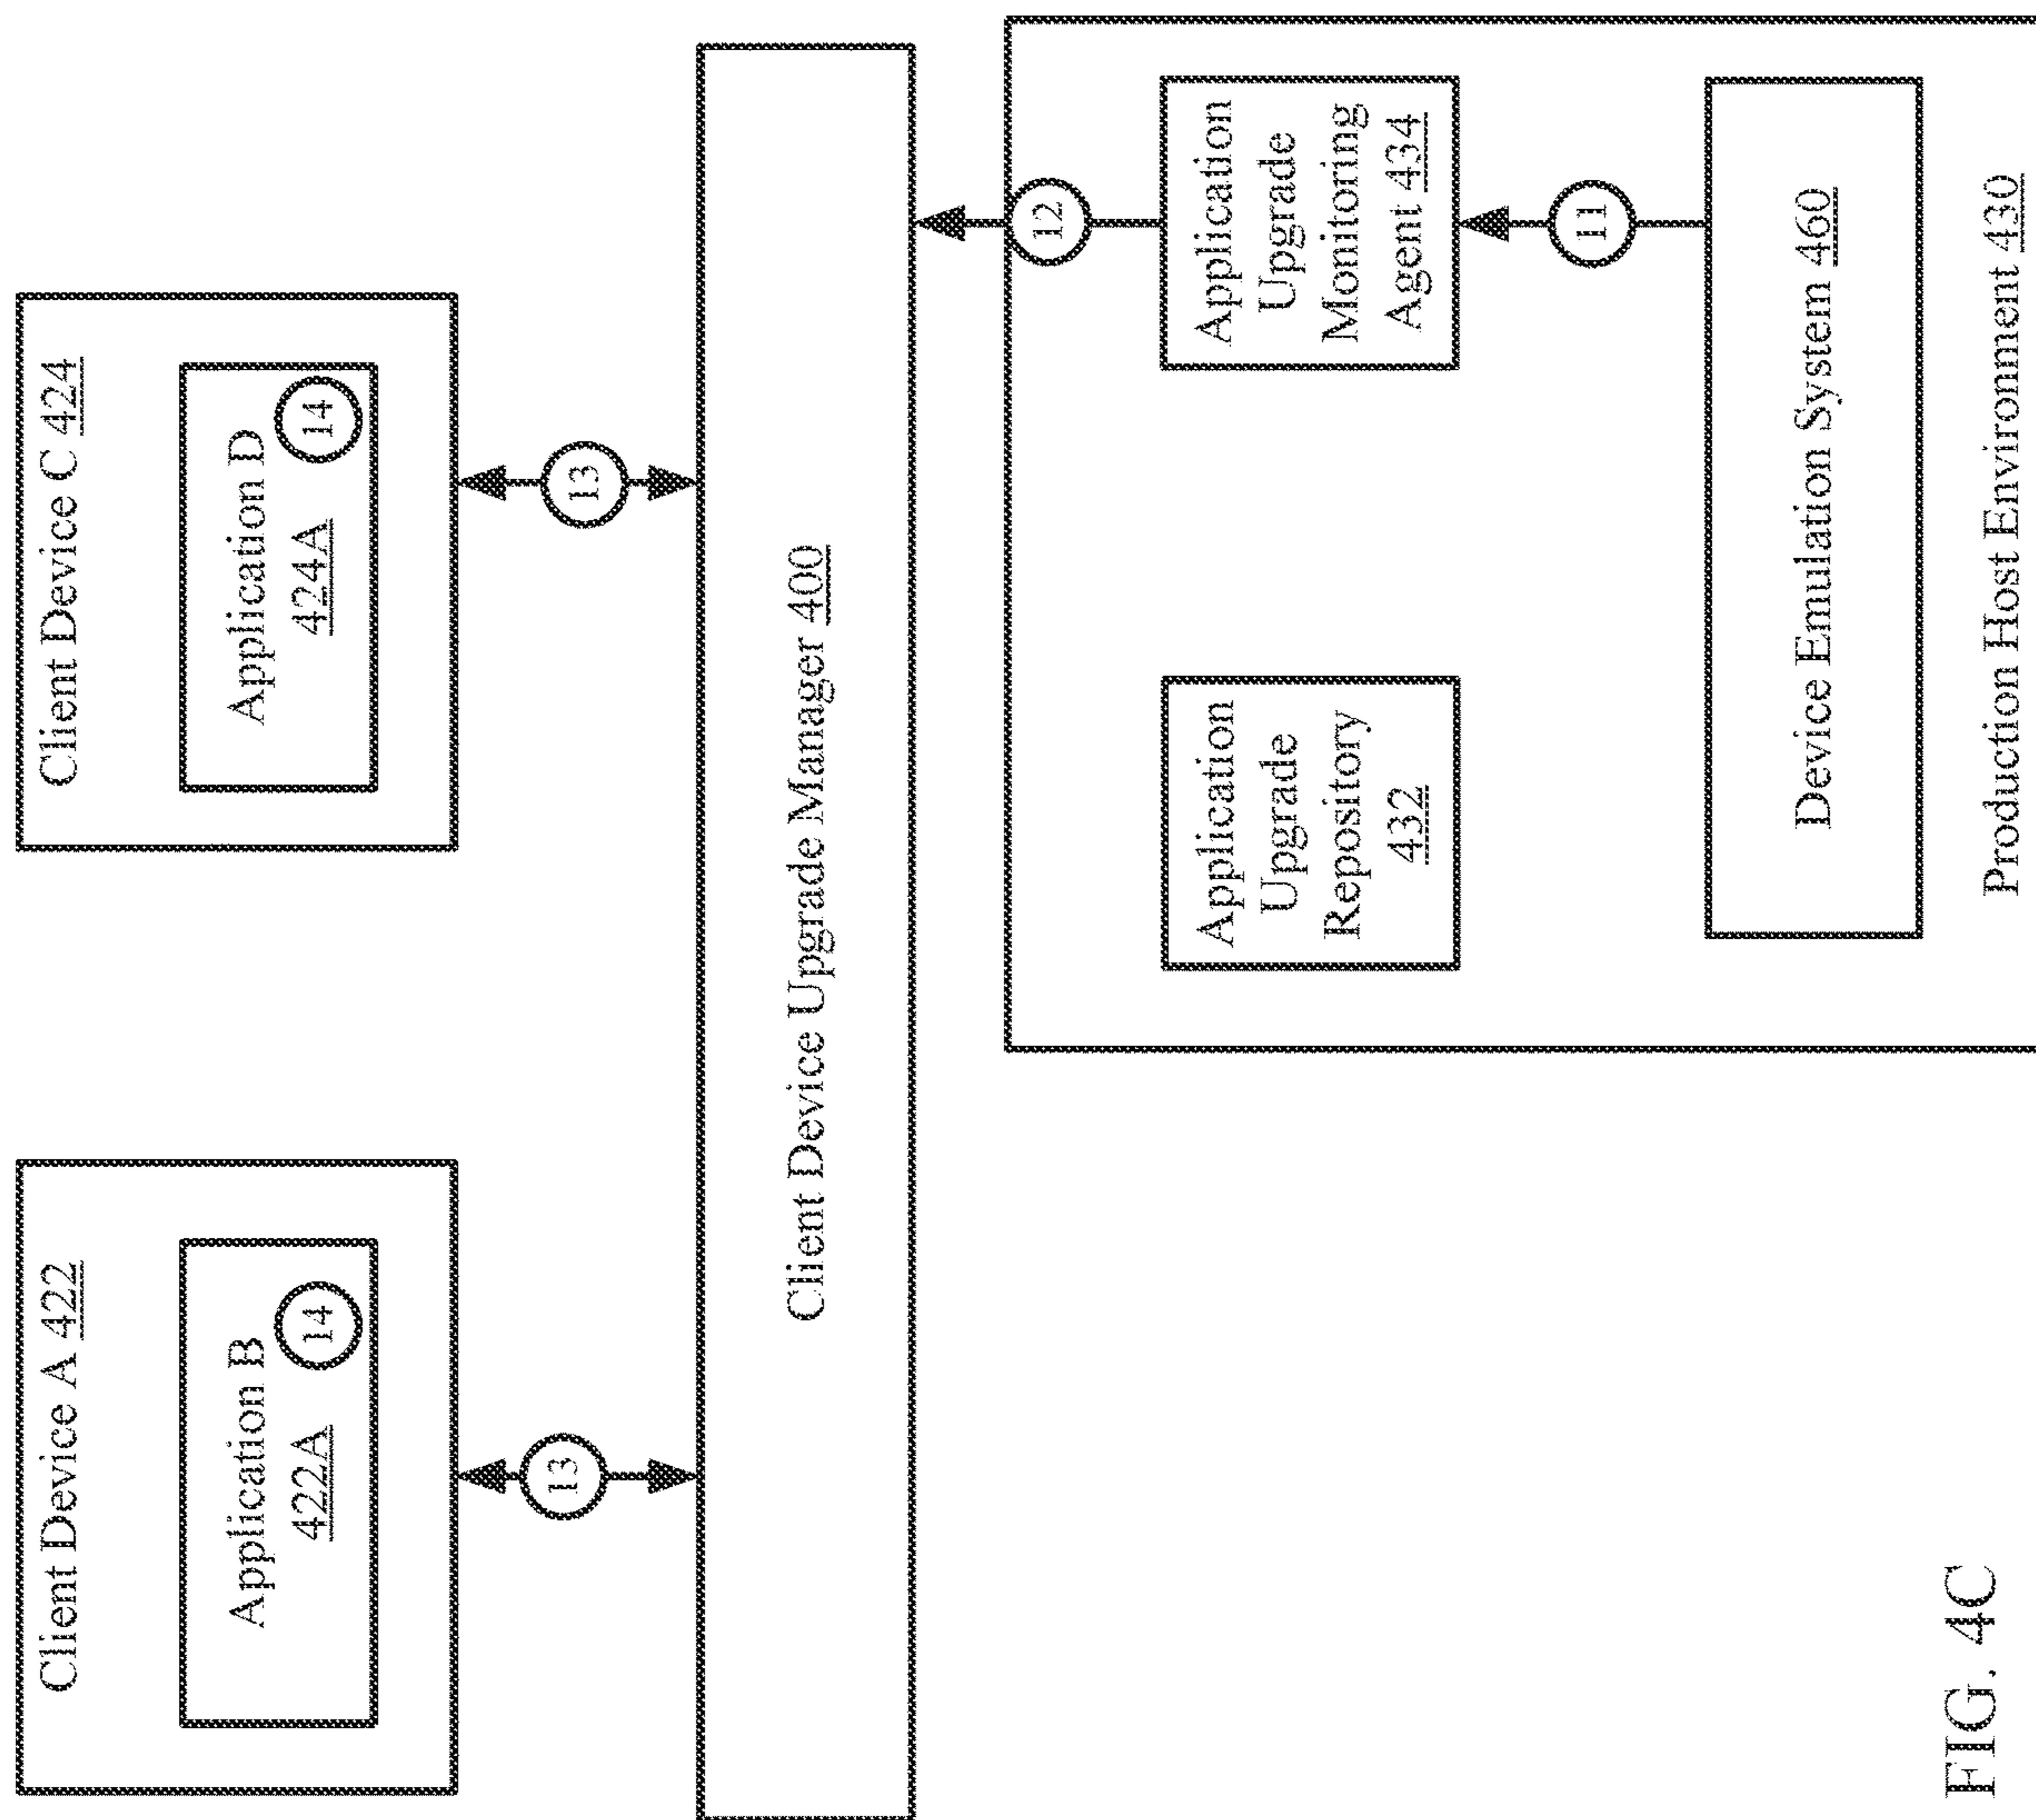 Client Device A 422
Application B
422A
14
13
Client Device C 424
Application D
424A
14
13
Client Device Upgrade Manager 400
12
Application
Upgrade
Repository
432
Application
Upgrade
Monitoring
Agent 434
11
Device Emulation System 460
Production Host Environment 430
FIG. 4C